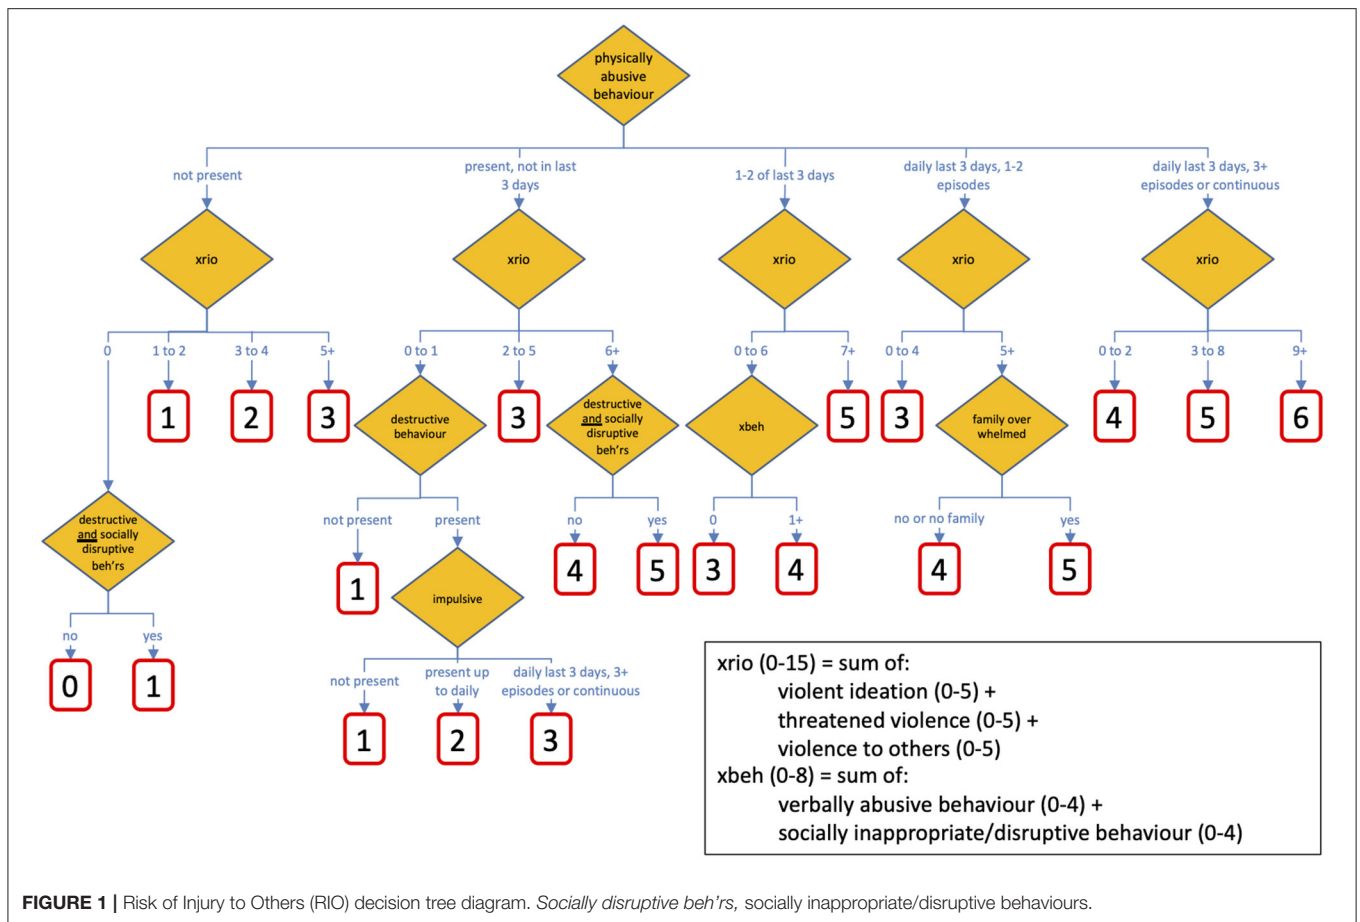 physically
abusive
behaviour
not present
present, not in last
3 days
1-2 of last 3 days
daily last 3 days, 1-2
episodes
daily last 3 days, 3+
episodes or continuous
xrio
xrio
xrio
xrio
xrio
0
1 to 2
3 to 4
5+
0 to 1
2 to 5
6+
0 to 6
7+
0 to 4
5+
0 to 2
3 to 8
9+
1
2
3
destructive
behaviour
3
destructive
and socially
disruptive
beh'rs
xbeh
5
3
family over
whelmed
4
5
6
destructive
and socially
disruptive
beh'rs
not present
present
no
yes
0
1+
no or no family
yes
1
impulsive
4
5
3
4
4
5
no
yes
0
1
not present
present up
to daily
daily last 3 days, 3+
episodes or continuous
1
2
3
xrio (0-15) = sum of:
violent ideation (0-5) +
threatened violence (0-5) +
violence to others (0-5)
xbeh (0-8) = sum of:
verbally abusive behaviour (0-4) +
socially inappropriate/disruptive behaviour (0-4)
FIGURE 1 | Risk of Injury to Others (RIO) decision tree diagram. Socially disruptive beh'rs, socially inappropriate/disruptive behaviours.